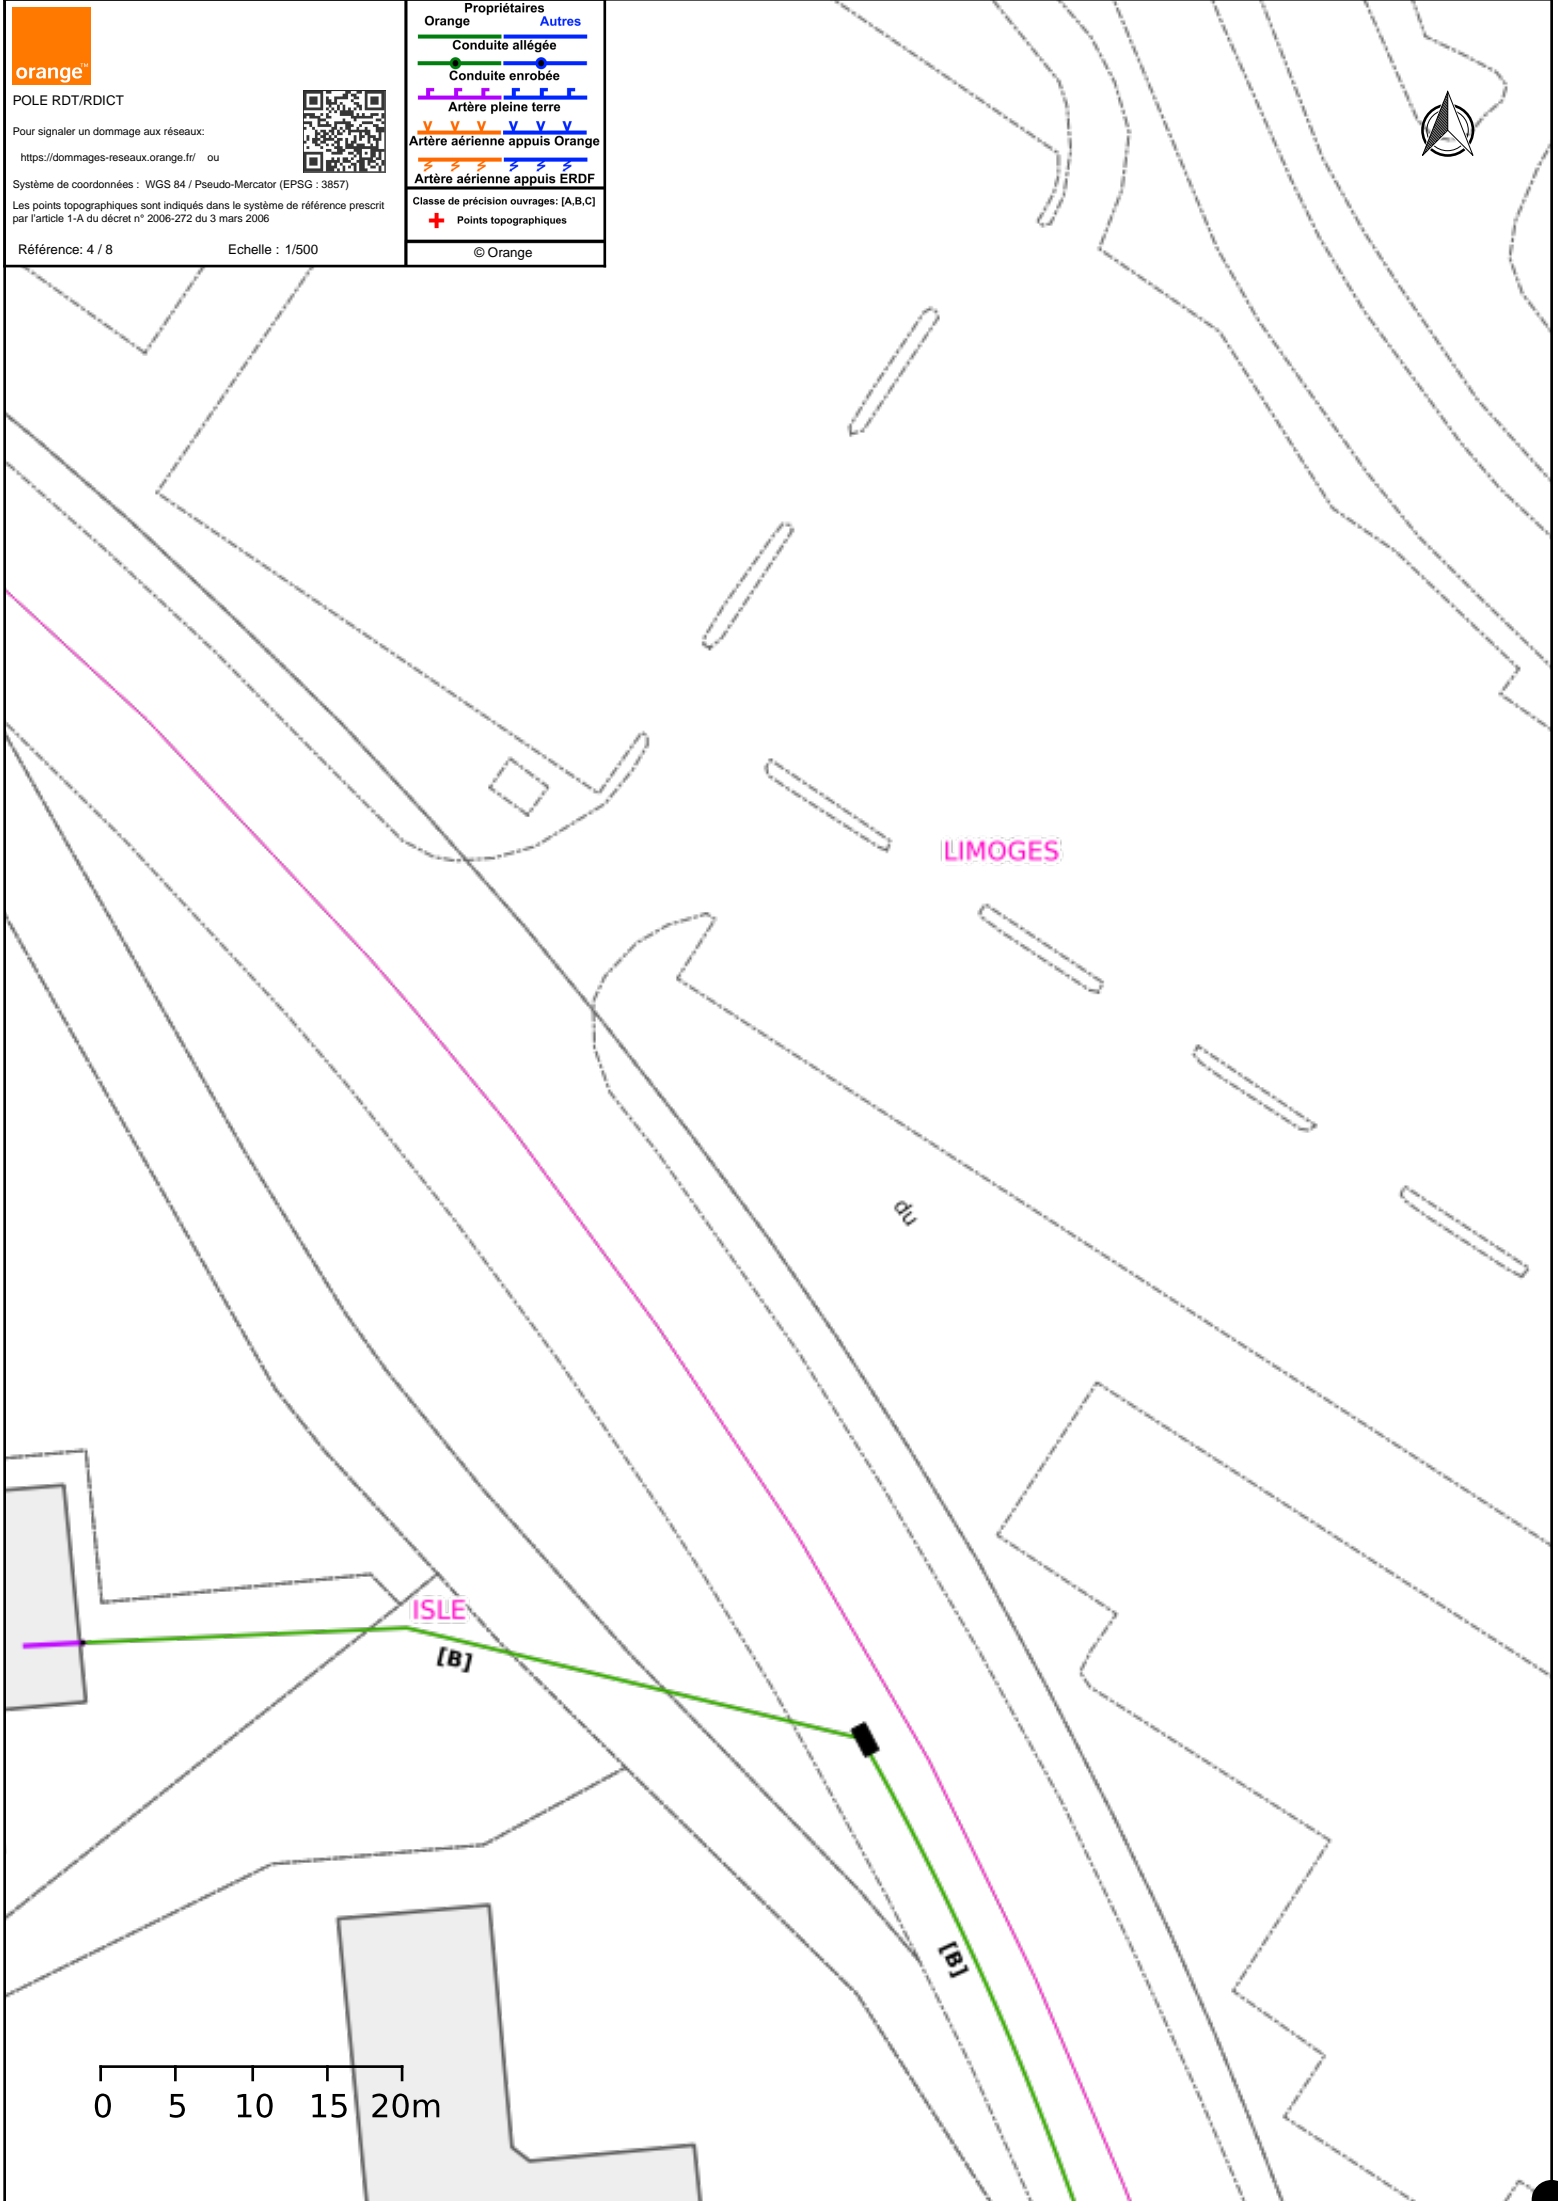 orange™
POLE RDT/RDICT
Pour signaler un dommage aux réseaux:
https://dommages-reseaux.orange.fr/ ou
Système de coordonnées : WGS 84 / Pseudo-Mercator (EPSG : 3857)
Les points topographiques sont indiqués dans le système de référence prescrit
par l'article 1-A du décret n° 2006-272 du 3 mars 2006
Référence: 4 / 8 Echelle : 1/500
Propriétaires
Orange Autres
Conduite allégée
Conduite enrobée
Artère pleine terre
Artère aérienne appuis Orange
Artère aérienne appuis ERDF
Classe de précision ouvrages: [A,B,C]
Points topographiques
© Orange
LIMOGES
du
ISLE
[B]
[B]
0 5 10 15 20m